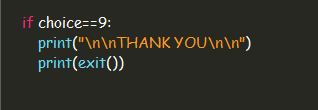 if choice==9:
print("\n\nTHANK YOU\n\n")
print(exit())